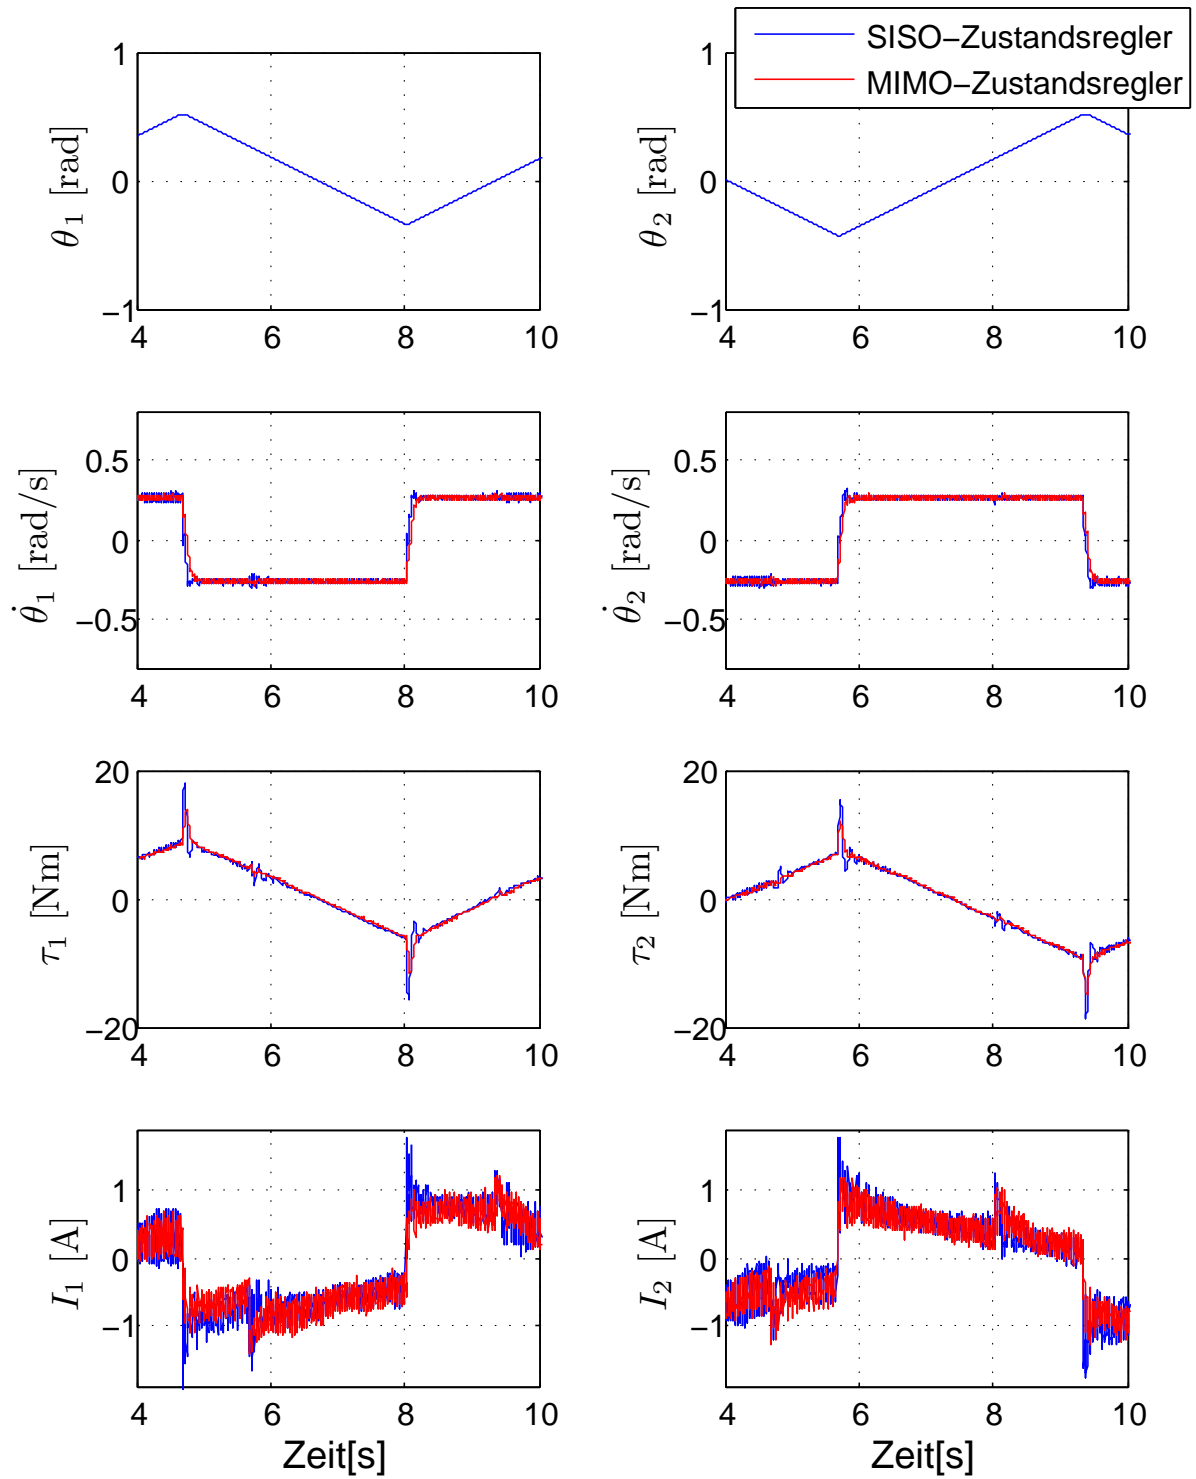 SISO−Zustandsregler
MIMO−Zustandsregler
θ1 [rad]
1
0
−1
4 6 8 10
θ2 [rad]
1
0
−1
4 6 8 10
θ̇1 [rad/s]
0.5
0
−0.5
4 6 8 10
θ̇2 [rad/s]
0.5
0
−0.5
4 6 8 10
τ1 [Nm]
20
0
−20
4 6 8 10
τ2 [Nm]
20
0
−20
4 6 8 10
I1 [A]
1
0
−1
4 6 8 10
Zeit[s]
I2 [A]
1
0
−1
4 6 8 10
Zeit[s]